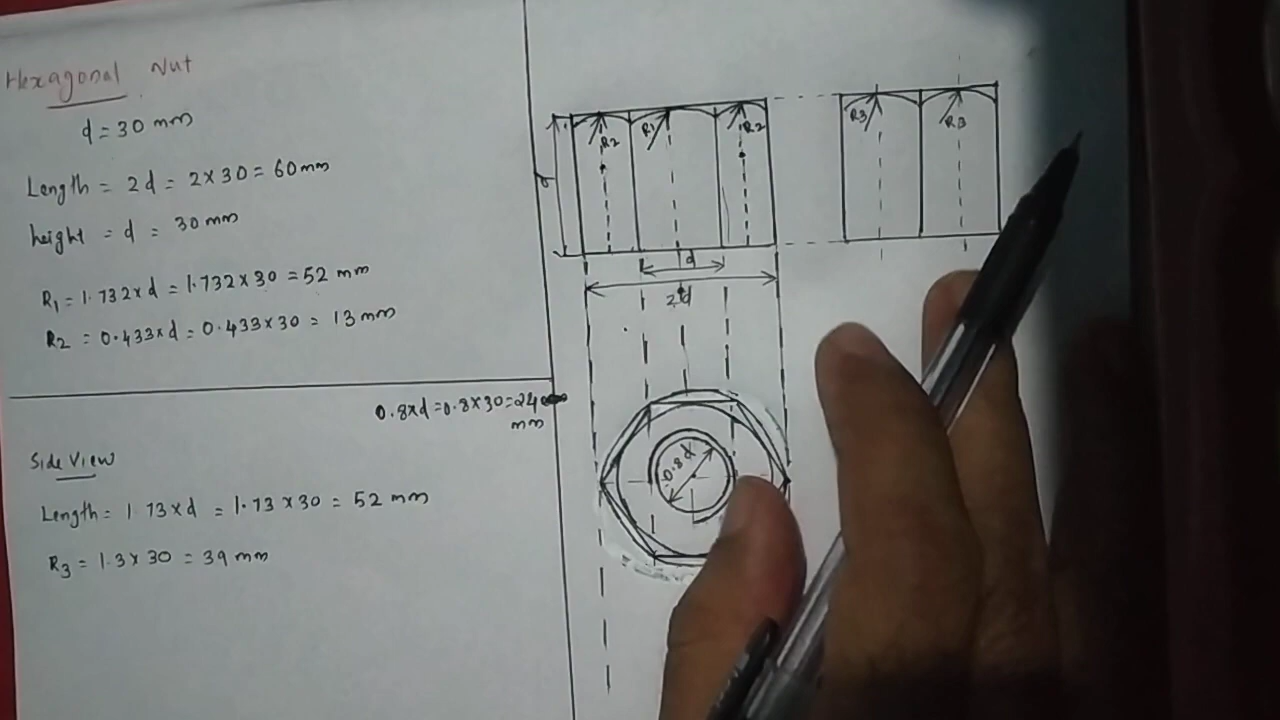 Hexagonal Nut
d = 30 mm
Length = 2d = 2×30 = 60mm
height = d = 30 mm
R1 = 1.732×d = 1.732×30 = 52 mm
R2 = 0.433×d = 0.433×30 = 13 mm
0.8×d = 0.8×30 = 24
mm
Side View
Length = 1.73×d = 1.73×30 = 52 mm
R3 = 1.3×30 = 39 mm
R2
R1
R2
R3
R3
d
d
2d
0.8d